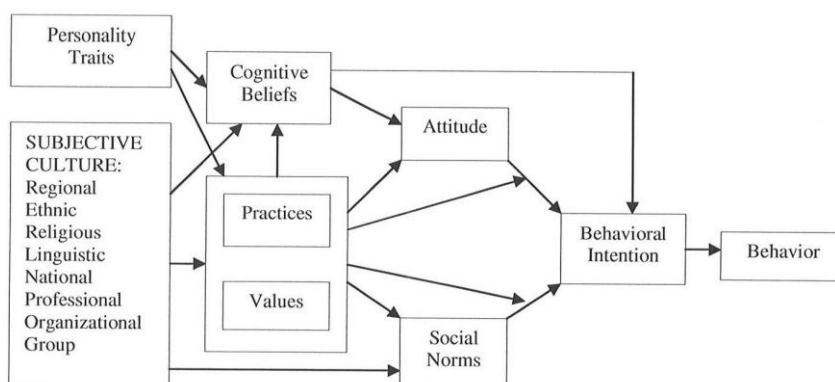 Personality
Traits
Cognitive
Beliefs
SUBJECTIVE
CULTURE:
Regional
Ethnic
Religious
Linguistic
National
Professional
Organizational
Group
Practices
Values
Attitude
Social
Norms
Behavioral
Intention
Behavior